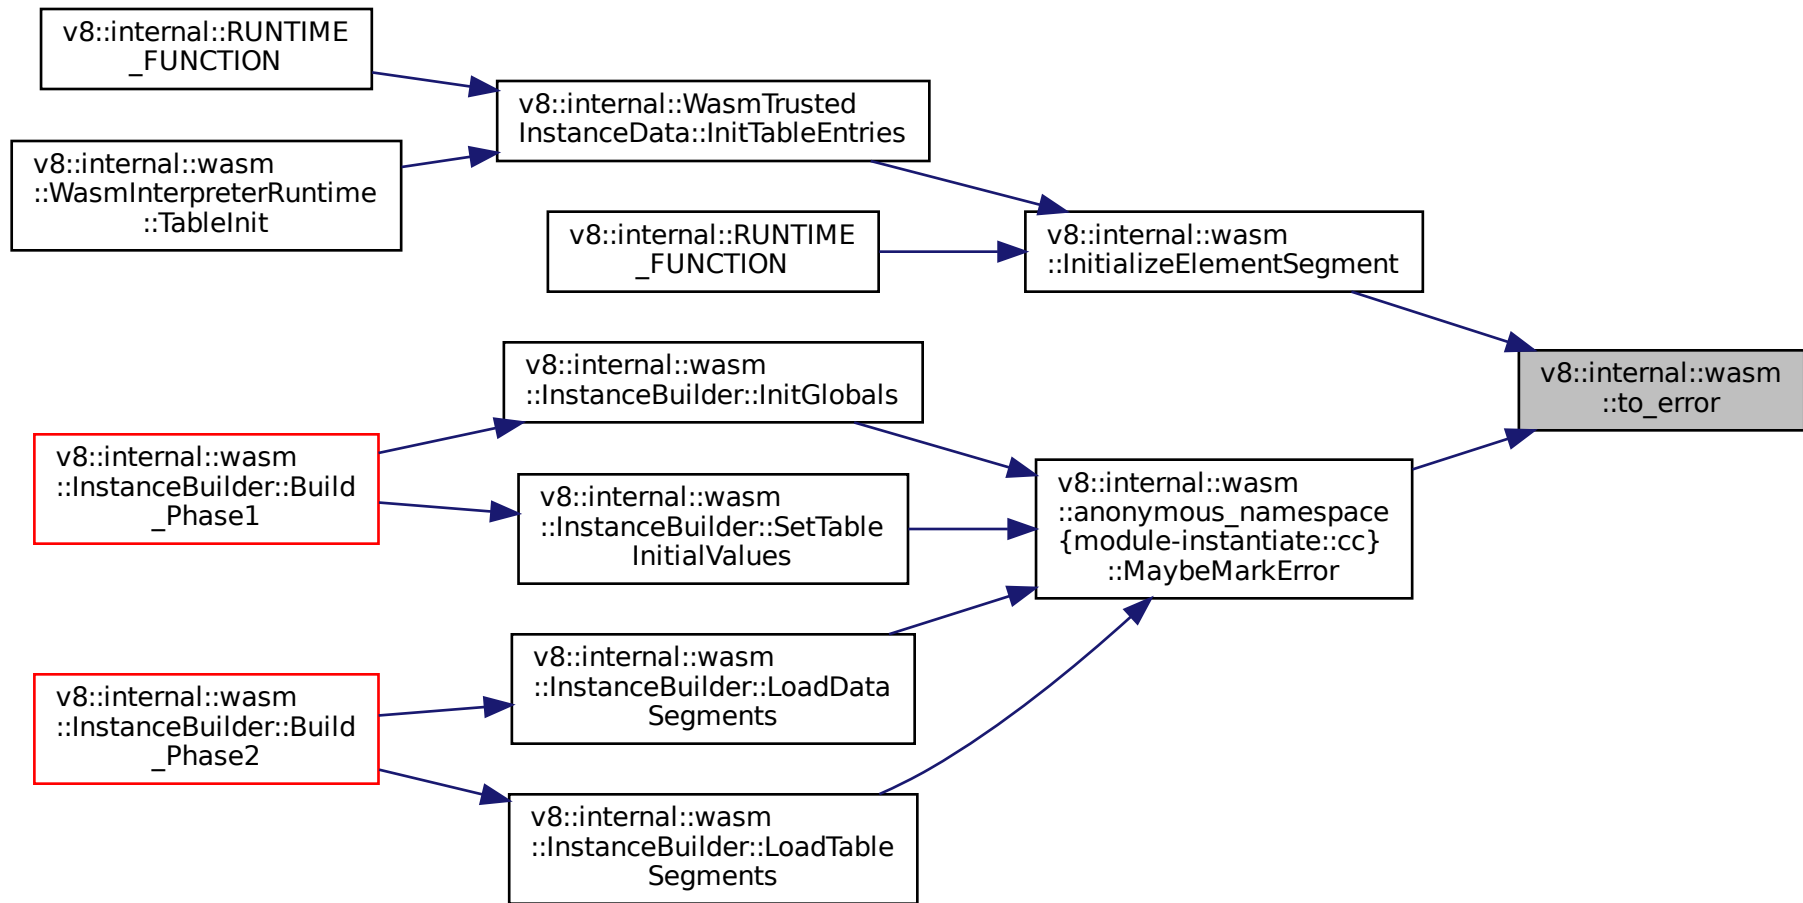 v8::internal::RUNTIME
_FUNCTION
v8::internal::wasm
::WasmInterpreterRuntime
::TableInit
v8::internal::WasmTrusted
InstanceData::InitTableEntries
v8::internal::RUNTIME
_FUNCTION
v8::internal::wasm
::InitializeElementSegment
v8::internal::wasm
::to_error
v8::internal::wasm
::InstanceBuilder::InitGlobals
v8::internal::wasm
::InstanceBuilder::Build
_Phase1
v8::internal::wasm
::InstanceBuilder::SetTable
InitialValues
v8::internal::wasm
::anonymous_namespace
{module-instantiate::cc}
::MaybeMarkError
v8::internal::wasm
::InstanceBuilder::LoadData
Segments
v8::internal::wasm
::InstanceBuilder::Build
_Phase2
v8::internal::wasm
::InstanceBuilder::LoadTable
Segments